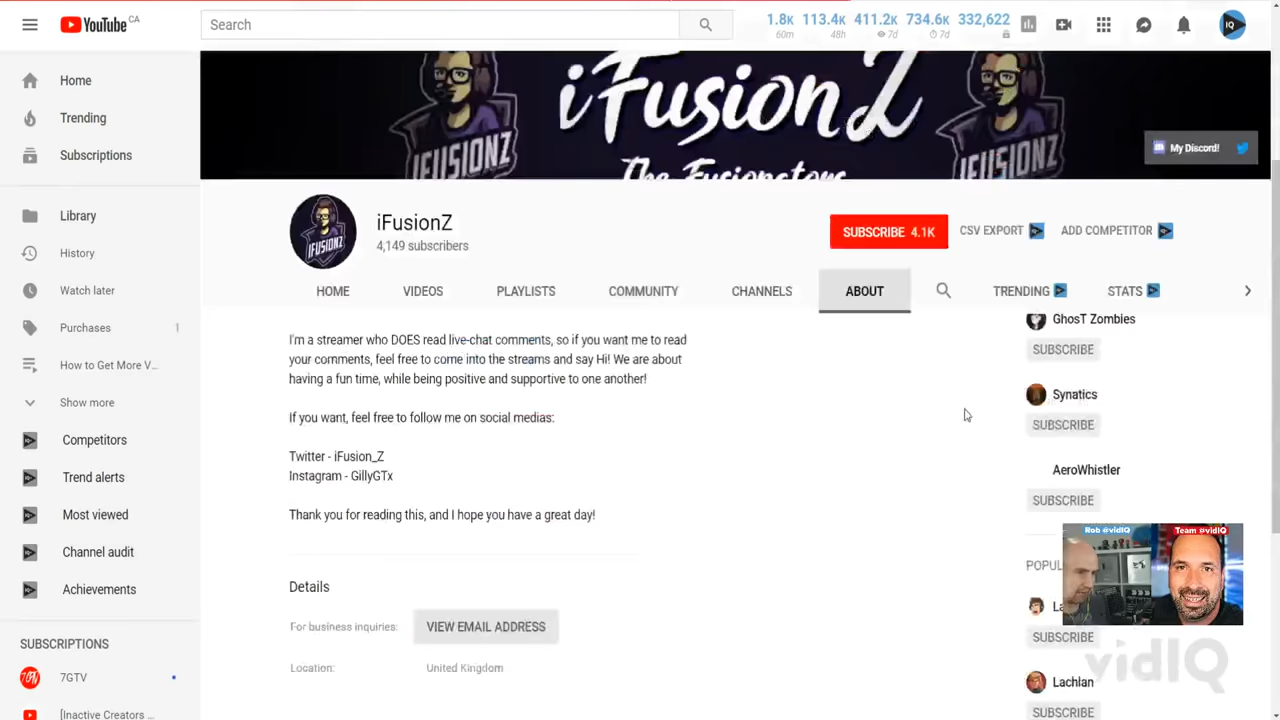 YouTube CA
Search
1.8K 113.4K 411.2K 734.6K 332,622
60m 48h 7d 7d
IQ
Home
Trending
Subscriptions
Library
History
Watch later
Purchases 1
How to Get More V...
Show more
Competitors
Trend alerts
Most viewed
Channel audit
Achievements
SUBSCRIPTIONS
7GTV
[Inactive Creators ...
iFusionZ
The Fusionators
IFUSIONZ
IFUSIONZ
My Discord!
IFUSIONZ
iFusionZ
4,149 subscribers
SUBSCRIBE 4.1K
CSV EXPORT
ADD COMPETITOR
HOME VIDEOS PLAYLISTS COMMUNITY CHANNELS ABOUT TRENDING STATS
I'm a streamer who DOES read live-chat comments, so if you want me to read
your comments, feel free to come into the streams and say Hi! We are about
having a fun time, while being positive and supportive to one another!
If you want, feel free to follow me on social medias:
Twitter - iFusion_Z
Instagram - GillyGTx
Thank you for reading this, and I hope you have a great day!
Details
For business inquiries: VIEW EMAIL ADDRESS
Location: United Kingdom
GhosT Zombies
SUBSCRIBE
Synatics
SUBSCRIBE
AeroWhistler
SUBSCRIBE
Rob @vidIQ
Team @vidIQ
SUBSCRIBE
Lachlan
SUBSCRIBE
vidIQ